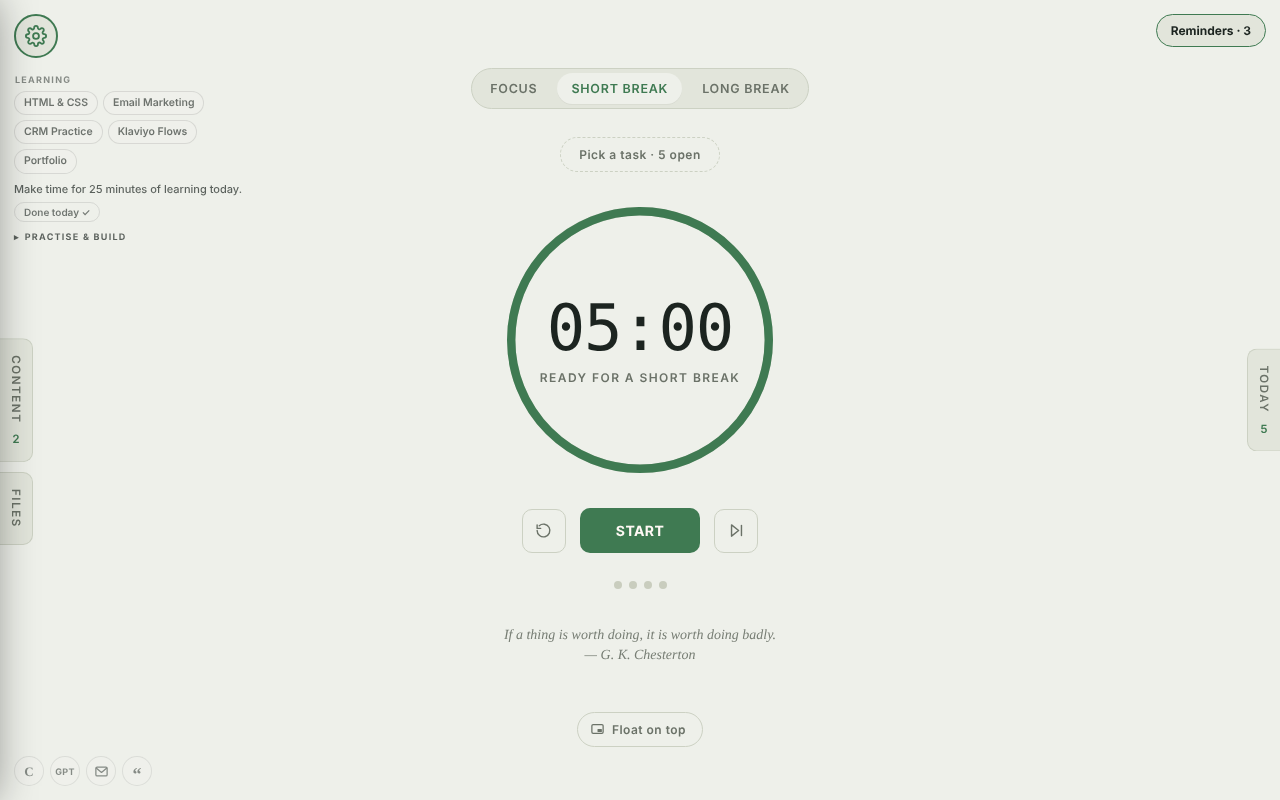 Reminders · 3
LEARNING
HTML & CSS
Email Marketing
CRM Practice
Klaviyo Flows
Portfolio
Make time for 25 minutes of learning today.
Done today ✓
▸ PRACTISE & BUILD
FOCUS
SHORT BREAK
LONG BREAK
Pick a task · 5 open
05:00
READY FOR A SHORT BREAK
CONTENT 2
FILES
TODAY 5
START
If a thing is worth doing, it is worth doing badly.
— G. K. Chesterton
Float on top
C
GPT
“